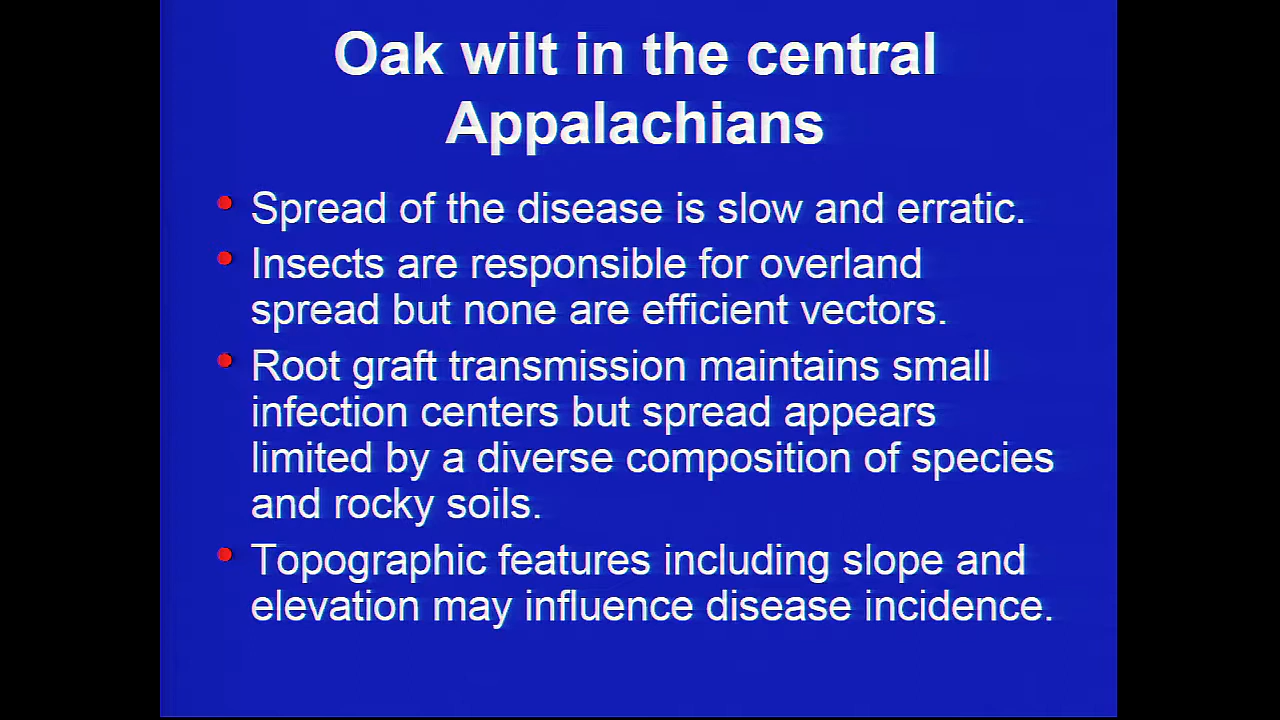 Oak wilt in the central
Appalachians
• Spread of the disease is slow and erratic.
• Insects are responsible for overland
spread but none are efficient vectors.
• Root graft transmission maintains small
infection centers but spread appears
limited by a diverse composition of species
and rocky soils.
• Topographic features including slope and
elevation may influence disease incidence.